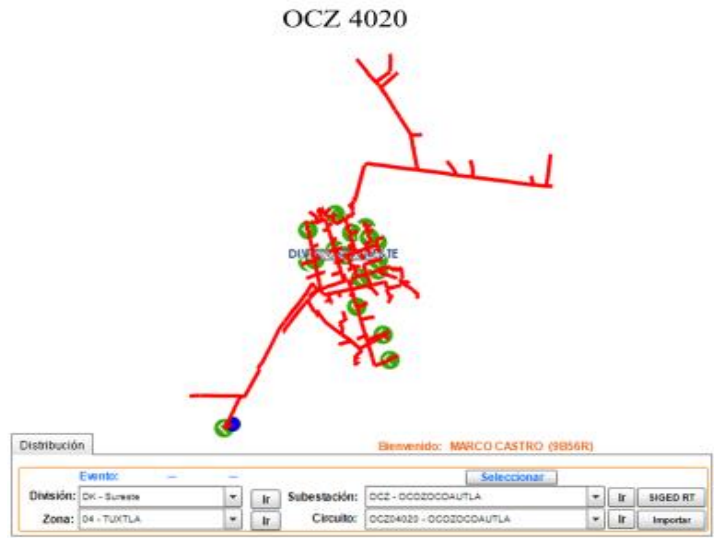 OCZ 4020
Distribución
Bienvenido: MARCO CASTRO (9B56R)
Evento: -- --
Seleccionar
División: DK - Sureste Ir Subestación: OCZ - OCOZOCOAUTLA Ir SIGED RT
Zona: 04 - TUXTLA Ir Circuito: OCZ04020 - OCOZOCOAUTLA Ir Importar